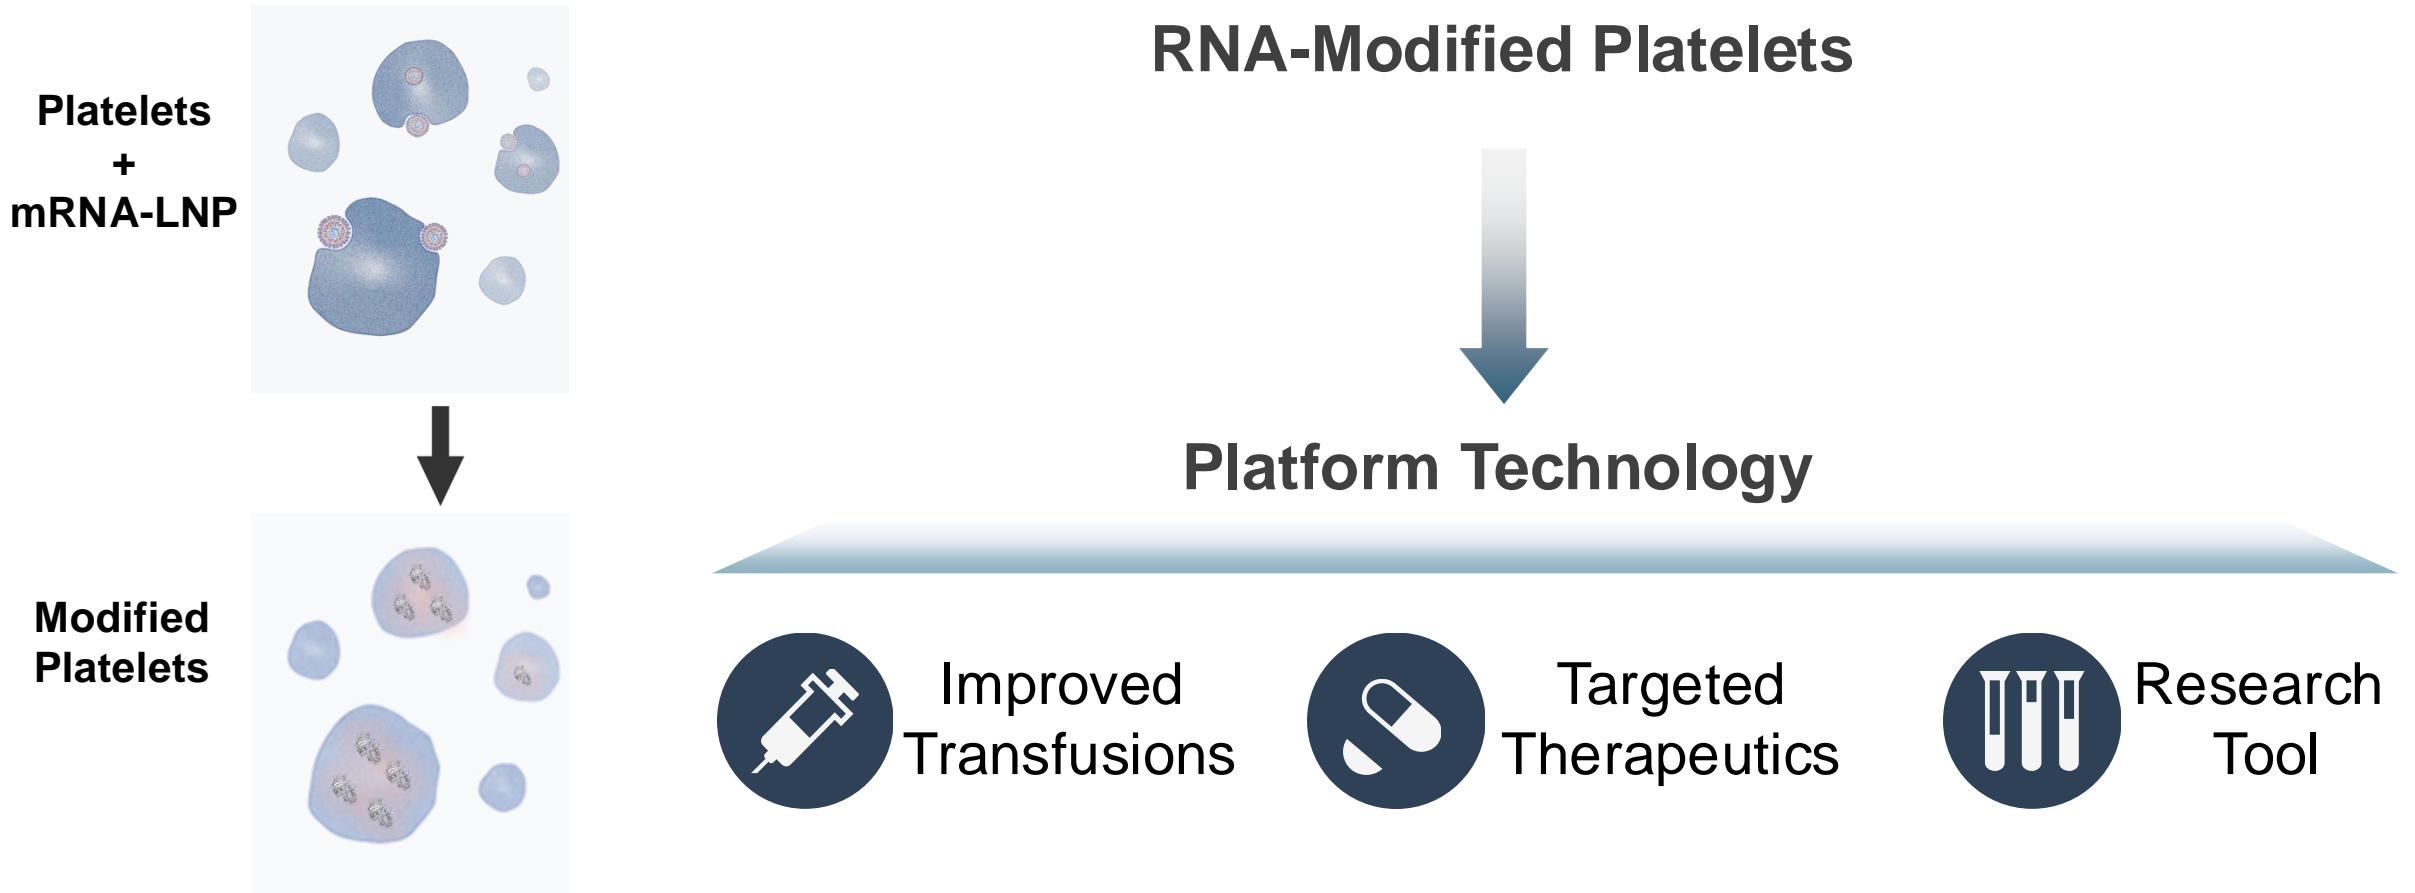 Platelets
+
mRNA-LNP
Modified
Platelets
RNA-Modified Platelets
Platform Technology
Improved
Transfusions
Targeted
Therapeutics
Research
Tool